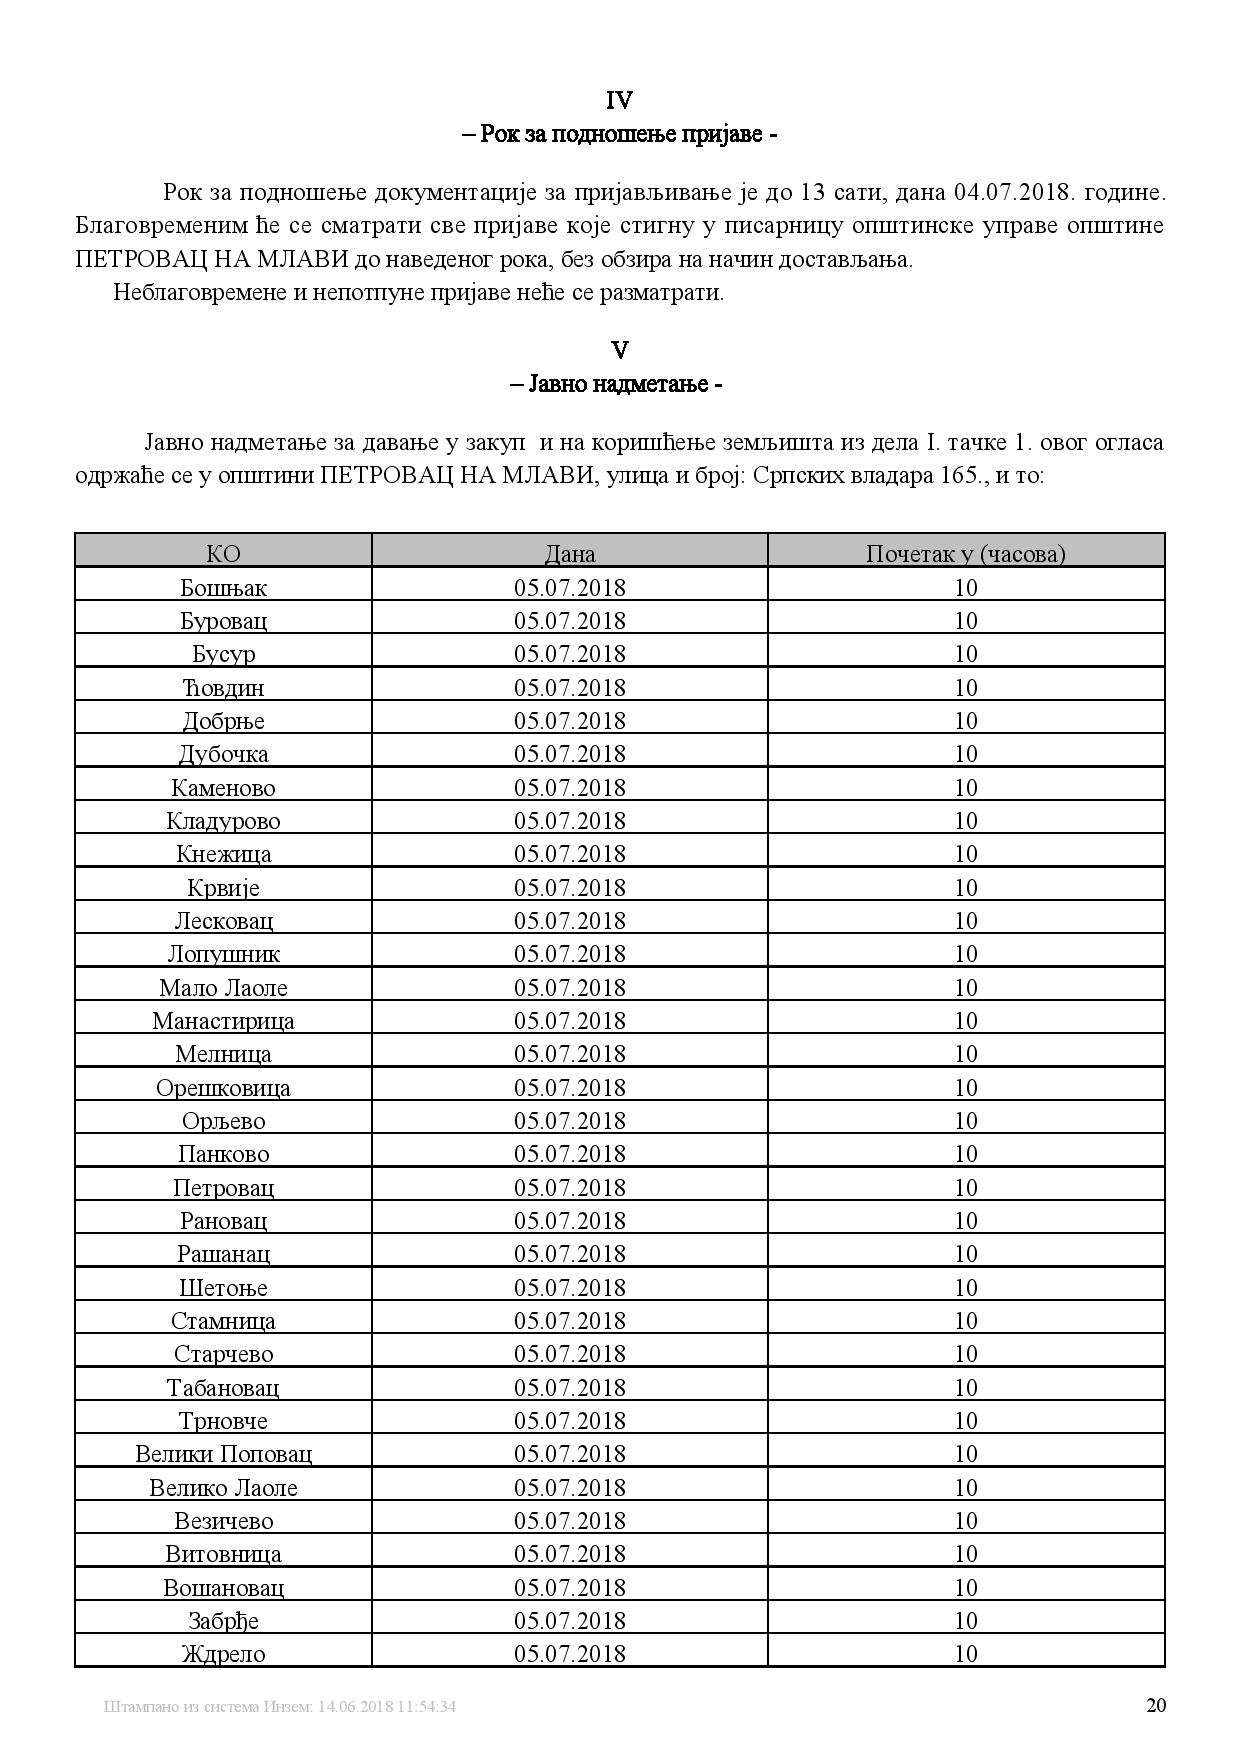 IV
– Рок за подношење пријаве -
Рок за подношење документације за пријављивање је до 13 сати, дана 04.07.2018. године.
Благовременим ће се сматрати све пријаве које стигну у писарницу општинске управе општине
ПЕТРОВАЦ НА МЛАВИ до наведеног рока, без обзира на начин достављања.
Неблаговремене и непотпуне пријаве неће се разматрати.
V
– Јавно надметање -
Јавно надметање за давање у закуп и на коришћење земљишта из дела I. тачке 1. овог огласа
одржаће се у општини ПЕТРОВАЦ НА МЛАВИ, улица и број: Српских владара 165., и то:
КО Дана Почетак у (часова)
Бошњак 05.07.2018 10
Буровац 05.07.2018 10
Бусур 05.07.2018 10
Ћовдин 05.07.2018 10
Добрње 05.07.2018 10
Дубочка 05.07.2018 10
Каменово 05.07.2018 10
Кладурово 05.07.2018 10
Кнежица 05.07.2018 10
Крвије 05.07.2018 10
Лесковац 05.07.2018 10
Лопушник 05.07.2018 10
Мало Лаоле 05.07.2018 10
Манастирица 05.07.2018 10
Мелница 05.07.2018 10
Орешковица 05.07.2018 10
Орљево 05.07.2018 10
Панково 05.07.2018 10
Петровац 05.07.2018 10
Рановац 05.07.2018 10
Рашанац 05.07.2018 10
Шетоње 05.07.2018 10
Стамница 05.07.2018 10
Старчево 05.07.2018 10
Табановац 05.07.2018 10
Трновче 05.07.2018 10
Велики Поповац 05.07.2018 10
Велико Лаоле 05.07.2018 10
Везичево 05.07.2018 10
Витовница 05.07.2018 10
Вошановац 05.07.2018 10
Забрђе 05.07.2018 10
Ждрело 05.07.2018 10
Штампано из система Инзем: 14.06.2018 11:54:34 20